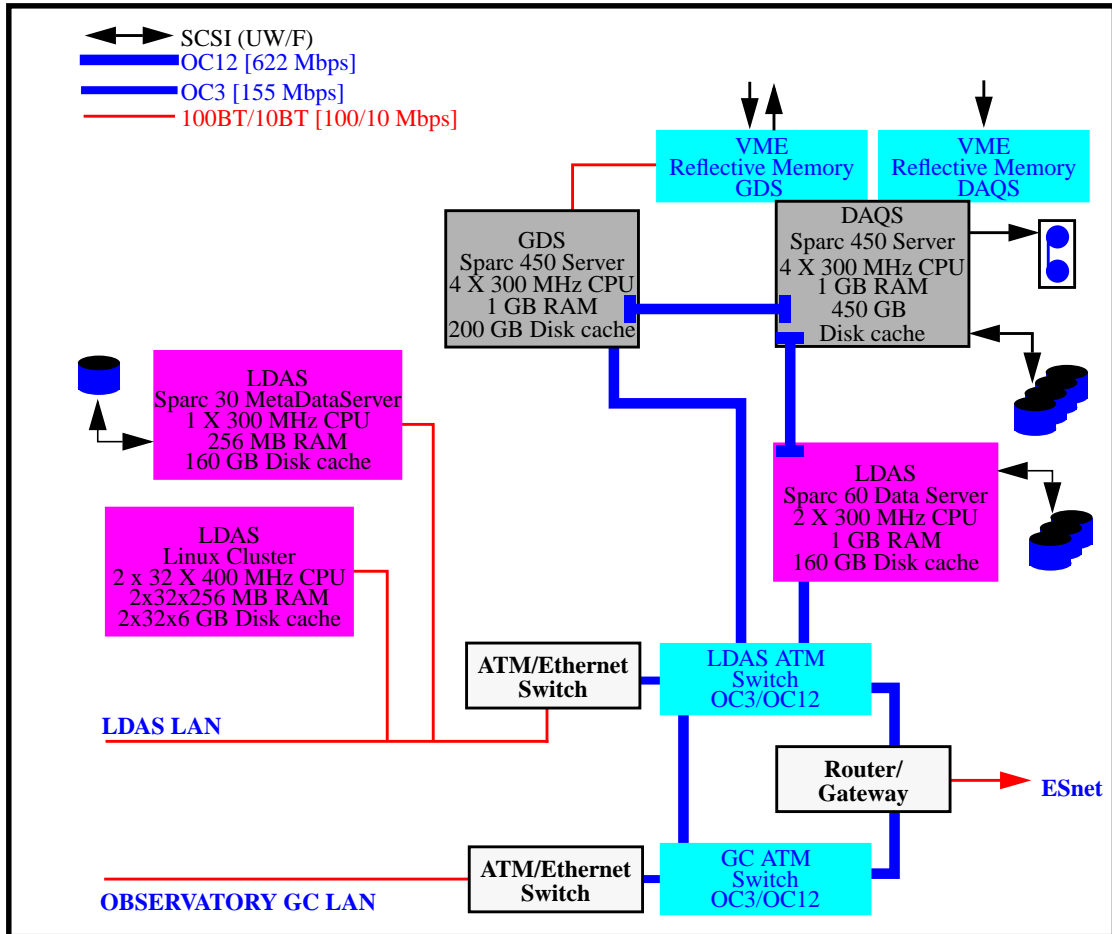 SCSI (UW/F)
OC12 [622 Mbps]
OC3 [155 Mbps]
100BT/10BT [100/10 Mbps]
VME
Reflective Memory
GDS
VME
Reflective Memory
DAQS
GDS
Sparc 450 Server
4 X 300 MHz CPU
1 GB RAM
200 GB Disk cache
DAQS
Sparc 450 Server
4 X 300 MHz CPU
1 GB RAM
450 GB
Disk cache
LDAS
Sparc 30 MetaDataServer
1 X 300 MHz CPU
256 MB RAM
160 GB Disk cache
LDAS
Sparc 60 Data Server
2 X 300 MHz CPU
1 GB RAM
160 GB Disk cache
LDAS
Linux Cluster
2 x 32 X 400 MHz CPU
2x32x256 MB RAM
2x32x6 GB Disk cache
ATM/Ethernet
Switch
LDAS ATM
Switch
OC3/OC12
LDAS LAN
Router/
Gateway
ESnet
ATM/Ethernet
Switch
GC ATM
Switch
OC3/OC12
OBSERVATORY GC LAN